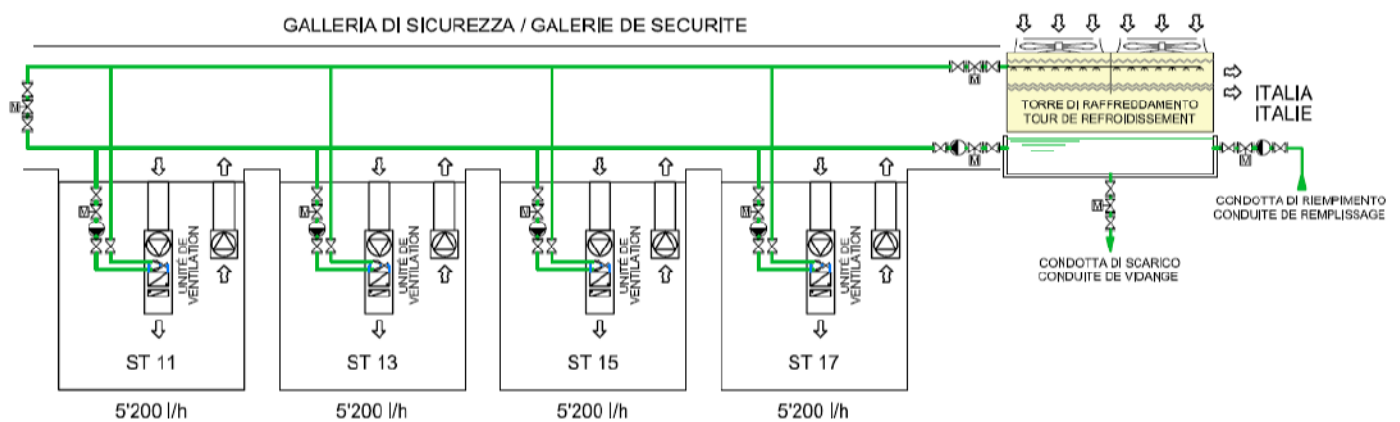 GALLERIA DI SICUREZZA / GALERIE DE SECURITE
M
TORRE DI RAFFREDDAMENTO
TOUR DE REFROIDISSEMENT
ITALIA
ITALIE
M
M
M
M
CONDOTTA DI RIEMPIMENTO
CONDUITE DE REMPLISSAGE
CONDOTTA DI SCARICO
CONDUITE DE VIDANGE
M
UNITÉ DE
VENTILATION
ST 11
5'200 l/h
M
UNITÉ DE
VENTILATION
ST 13
5'200 l/h
M
UNITÉ DE
VENTILATION
ST 15
5'200 l/h
M
UNITÉ DE
VENTILATION
ST 17
5'200 l/h